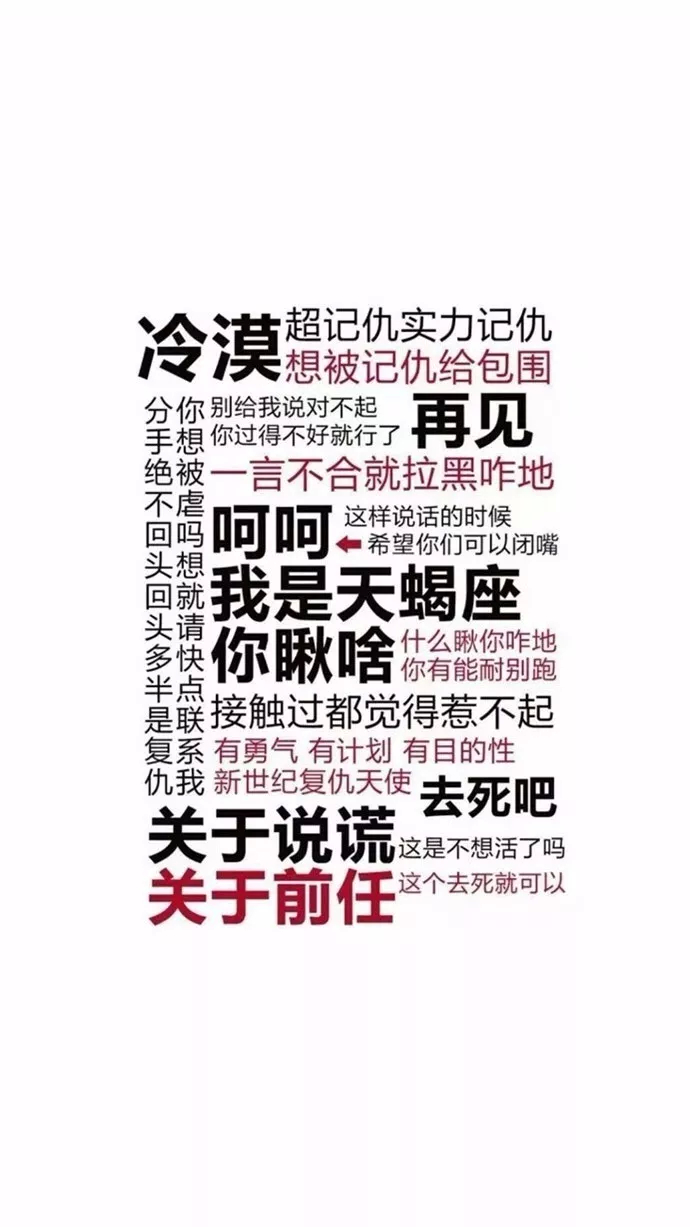 冷漠
超记仇实力记仇
想被记仇给包围
分手绝不回头回头多半是复仇
你想被虐吗想就请快点联系我
别给我说对不起
你过得不好就行了
再见
一言不合就拉黑咋地
呵呵
这样说话的时候
希望你们可以闭嘴
我是天蝎座
你瞅啥
什么瞅你咋地
你有能耐别跑
接触过都觉得惹不起
有勇气 有计划 有目的性
新世纪复仇天使
去死吧
关于说谎
这是不想活了吗
关于前任
这个去死就可以